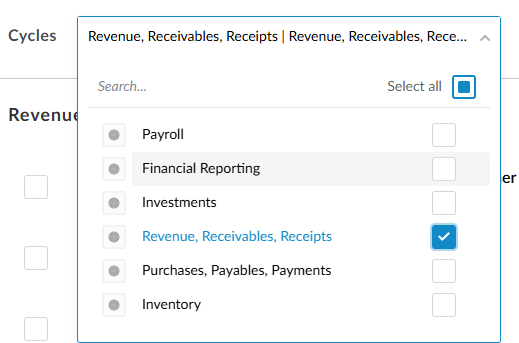 Cycles
Revenue, Receivables, Receipts | Revenue, Receivables, Rece...
Search...
Select all
Revenue
Payroll
Financial Reporting
Investments
Revenue, Receivables, Receipts
Purchases, Payables, Payments
Inventory